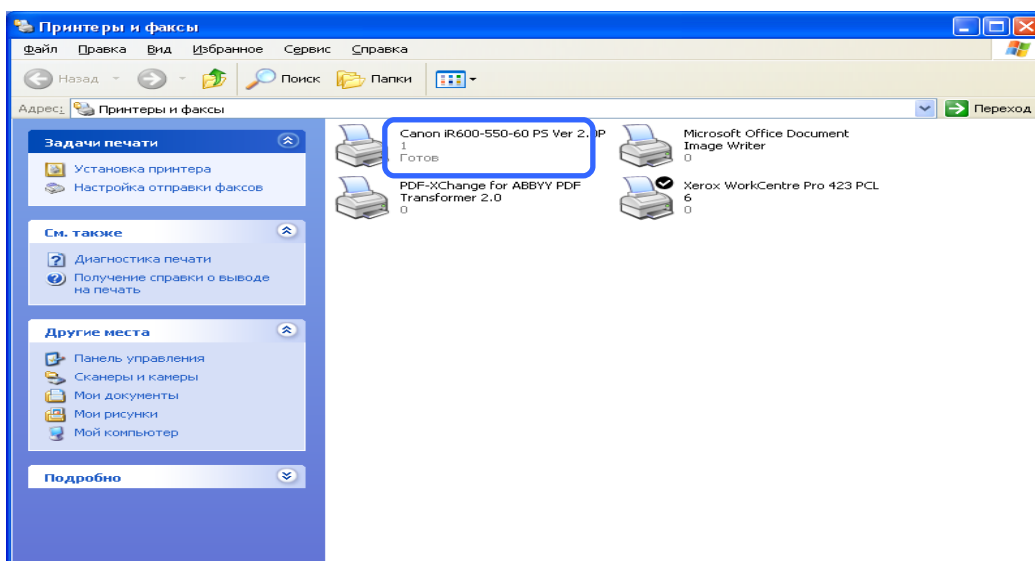 Принтеры и факсы
Файл Правка Вид Избранное Сервис Справка
Назад Поиск Папки
Адрес: Принтеры и факсы Переход
Задачи печати
Установка принтера
Настройка отправки факсов
См. также
Диагностика печати
Получение справки о выводе
на печать
Другие места
Панель управления
Сканеры и камеры
Мои документы
Мои рисунки
Мой компьютер
Подробно
Canon iR600-550-60 PS Ver 2.0P
1
Готов
Microsoft Office Document
Image Writer
0
PDF-XChange for ABBYY PDF
Transformer 2.0
0
Xerox WorkCentre Pro 423 PCL
6
0